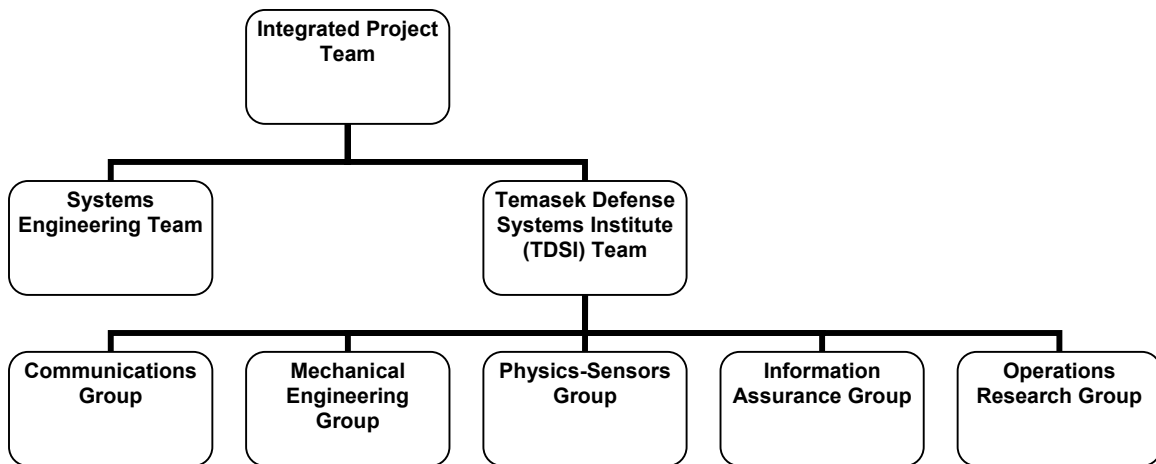 Integrated Project
Team
Systems
Engineering Team
Temasek Defense
Systems Institute
(TDSI) Team
Communications
Group
Mechanical
Engineering
Group
Physics-Sensors
Group
Information
Assurance Group
Operations
Research Group